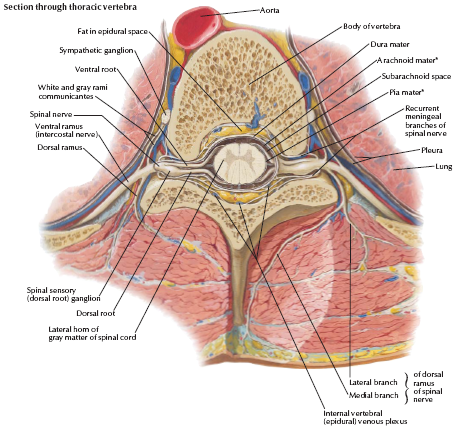 Section through thoracic vertebra
Aorta
Fat in epidural space
Body of vertebra
Sympathetic ganglion
Dura mater
Ventral root
Arachnoid mater*
Subarachnoid space
White and gray rami
communicantes
Pia mater*
Spinal nerve
Recurrent
meningeal
branches of
spinal nerve
Ventral ramus
(intercostal nerve)
Dorsal ramus
Pleura
Lung
Spinal sensory
(dorsal root) ganglion
Dorsal root
Lateral horn of
gray matter of spinal cord
Lateral branch
Medial branch
of dorsal
ramus
of spinal
nerve
Internal vertebral
(epidural) venous plexus